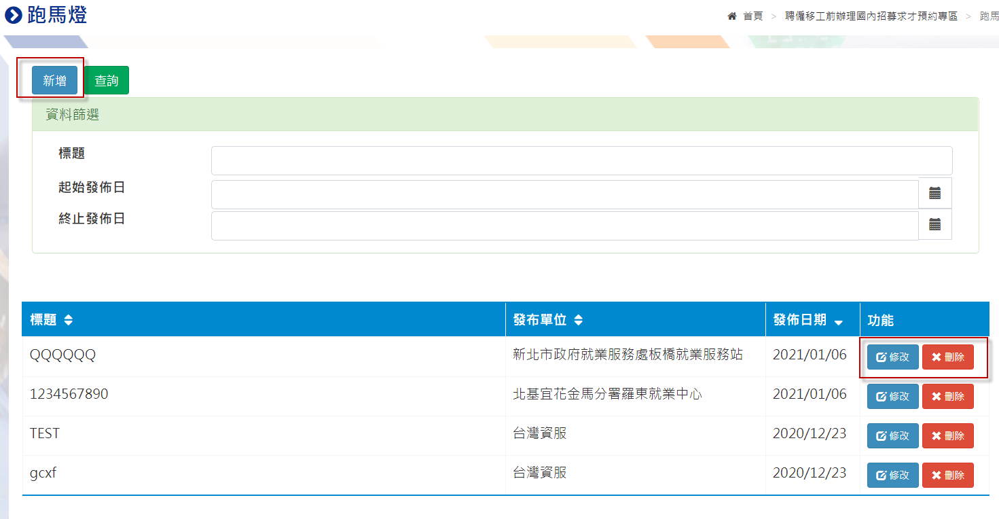 跑馬燈
首頁 > 聘僱移工前辦理國內招募求才預約專區 > 跑馬
新增 查詢
資料篩選
標題
起始發佈日
終止發佈日
標題 發布單位 發佈日期 功能
QQQQQQ 新北市政府就業服務處板橋就業服務站 2021/01/06 修改 刪除
1234567890 北基宜花金馬分署羅東就業中心 2021/01/06 修改 刪除
TEST 台灣資服 2020/12/23 修改 刪除
gcxf 台灣資服 2020/12/23 修改 刪除